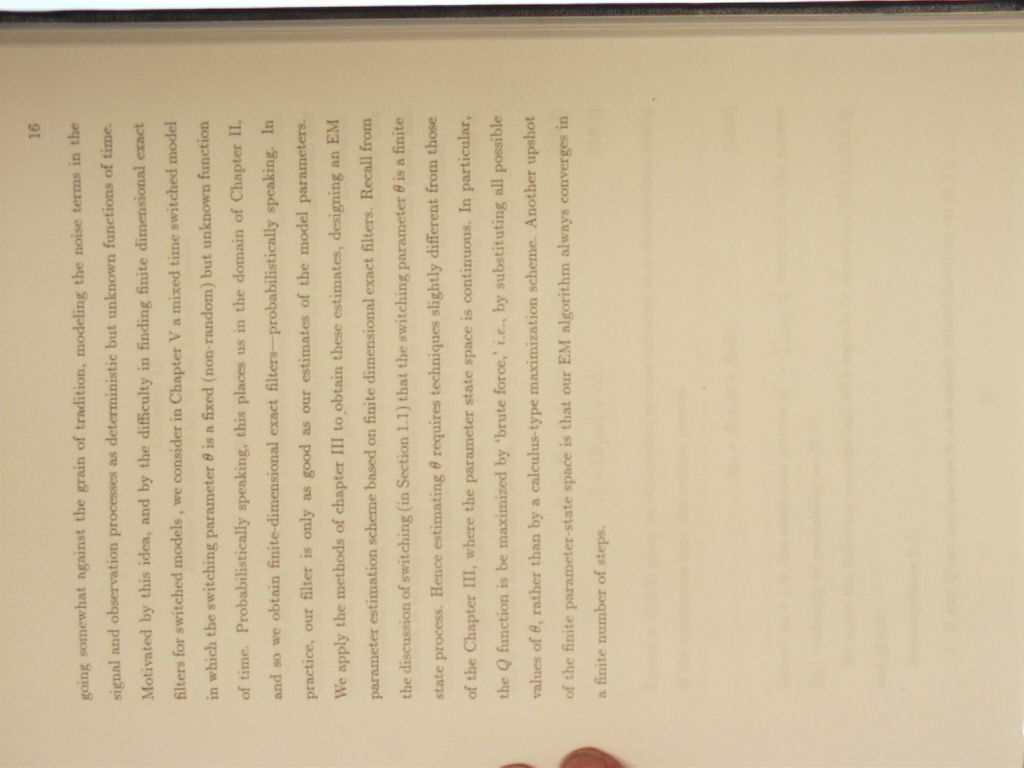 16
going somewhat against the grain of tradition, modeling the noise terms in the
signal and observation processes as deterministic but unknown functions of time.
Motivated by this idea, and by the difficulty in finding finite dimensional exact
filters for switched models , we consider in Chapter V a mixed time switched model
in which the switching parameter θ is a fixed (non-random) but unknown function
of time. Probabilistically speaking, this places us in the domain of Chapter II,
and so we obtain finite-dimensional exact filters—probabilistically speaking. In
practice, our filter is only as good as our estimates of the model parameters.
We apply the methods of chapter III to obtain these estimates, designing an EM
parameter estimation scheme based on finite dimensional exact filters. Recall from
the discussion of switching (in Section 1.1) that the switching parameter θ is a finite
state process. Hence estimating θ requires techniques slightly different from those
of the Chapter III, where the parameter state space is continuous. In particular,
the Q function is be maximized by ‘brute force,’ i.e., by substituting all possible
values of θ, rather than by a calculus-type maximization scheme. Another upshot
of the finite parameter-state space is that our EM algorithm always converges in
a finite number of steps.